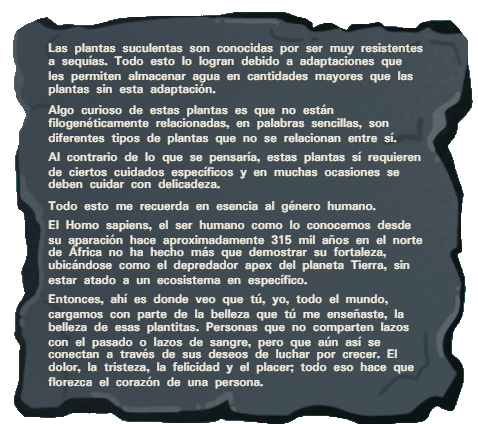 Las plantas suculentas son conocidas por ser muy resistentes
a sequías. Todo esto lo logran debido a adaptaciones que
les permiten almacenar agua en cantidades mayores que las
plantas sin esta adaptación.
Algo curioso de estas plantas es que no están
filogenéticamente relacionadas, en palabras sencillas, son
diferentes tipos de plantas que no se relacionan entre sí.
Al contrario de lo que se pensaría, estas plantas sí requieren
de ciertos cuidados específicos y en muchas ocasiones se
deben cuidar con delicadeza.
Todo esto me recuerda en esencia al género humano.
El Homo sapiens, el ser humano como lo conocemos desde
su aparación hace aproximadamente 315 mil años en el norte
de África no ha hecho más que demostrar su fortaleza,
ubicándose como el depredador apex del planeta Tierra, sin
estar atado a un ecosistema en específico.
Entonces, ahí es donde veo que tú, yo, todo el mundo,
cargamos con parte de la belleza que tú me enseñaste, la
belleza de esas plantitas. Personas que no comparten lazos
con el pasado o lazos de sangre, pero que aún así se
conectan a través de sus deseos de luchar por crecer. El
dolor, la tristeza, la felicidad y el placer; todo eso hace que
florezca el corazón de una persona.